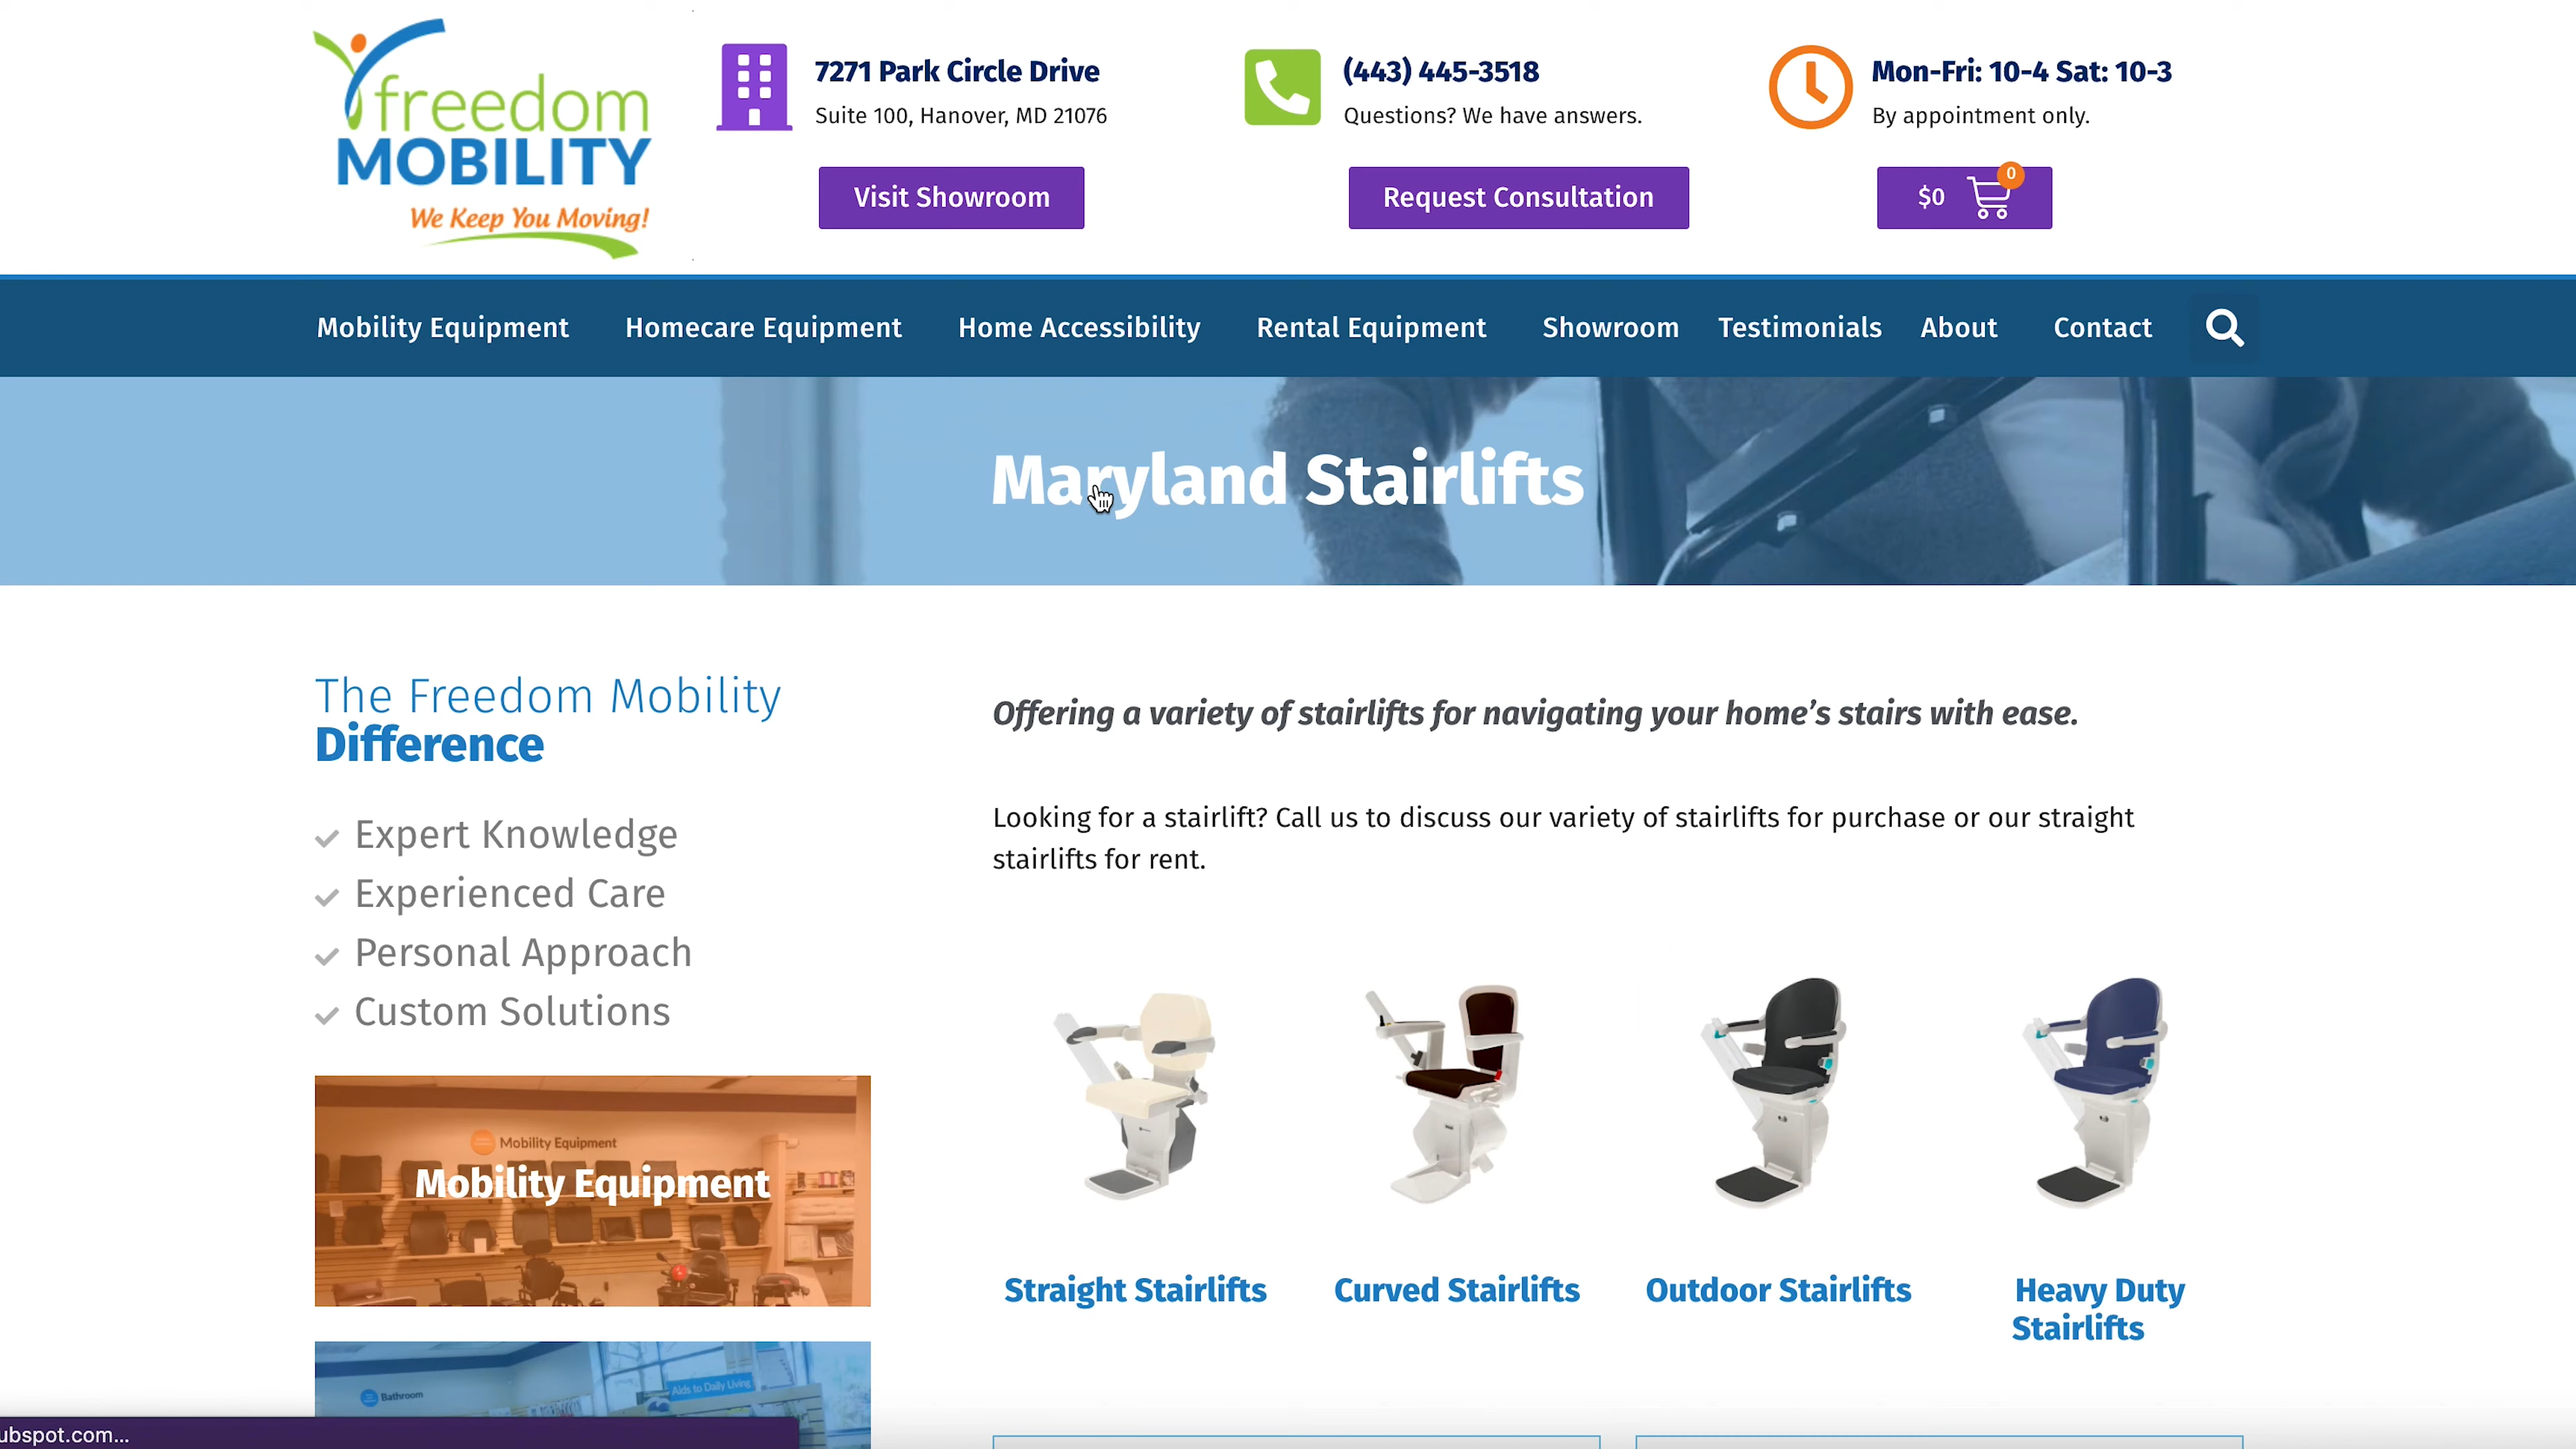 freedom
MOBILITY
We Keep You Moving!
7271 Park Circle Drive
Suite 100, Hanover, MD 21076
Visit Showroom
(443) 445-3518
Questions? We have answers.
Request Consultation
Mon-Fri: 10-4 Sat: 10-3
By appointment only.
$0
0
Mobility Equipment Homecare Equipment Home Accessibility Rental Equipment Showroom Testimonials About Contact
Maryland Stairlifts
The Freedom Mobility
Difference
Expert Knowledge
Experienced Care
Personal Approach
Custom Solutions
Mobility Equipment
Mobility Equipment
Bathroom
Aids to Daily Living
Offering a variety of stairlifts for navigating your home’s stairs with ease.
Looking for a stairlift? Call us to discuss our variety of stairlifts for purchase or our straight
stairlifts for rent.
Straight Stairlifts
Curved Stairlifts
Outdoor Stairlifts
Heavy Duty
Stairlifts
ubspot.com...